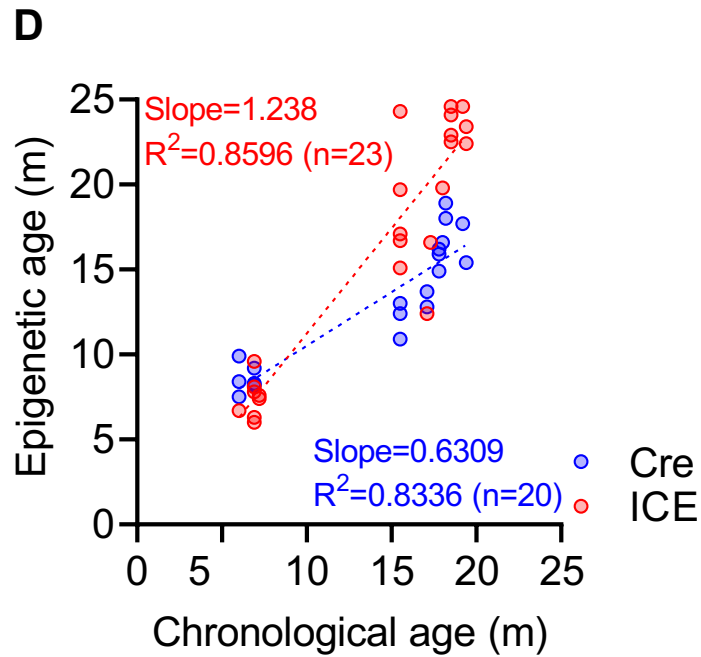 D
Slope=1.238
R²=0.8596 (n=23)
25
20
15
10
5
0
Epigenetic age (m)
Slope=0.6309
R²=0.8336 (n=20)
Cre
ICE
0 5 10 15 20 25
Chronological age (m)